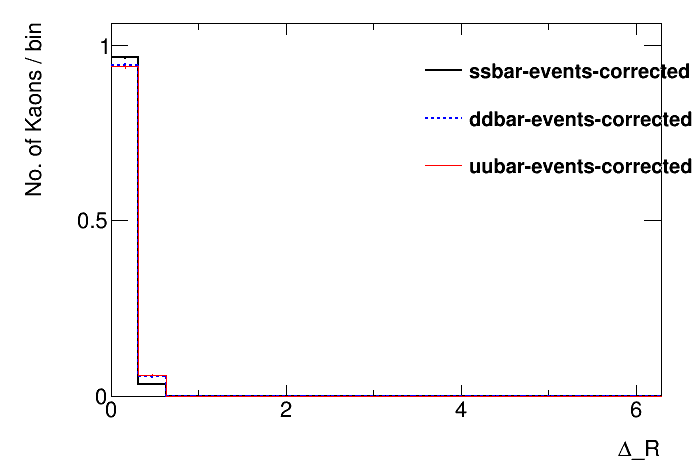 No. of Kaons / bin
1
0.5
0
ssbar-events-corrected
ddbar-events-corrected
uubar-events-corrected
0 2 4 6
Δ_R